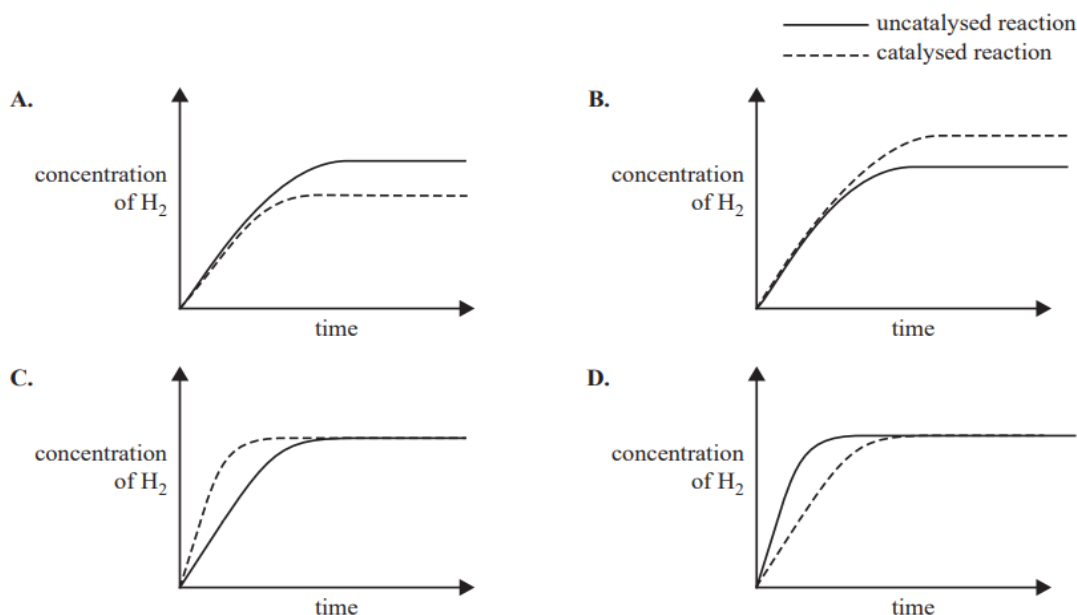 uncatalysed reaction
catalysed reaction
A.
concentration
of H₂
time
B.
concentration
of H₂
time
C.
concentration
of H₂
time
D.
concentration
of H₂
time